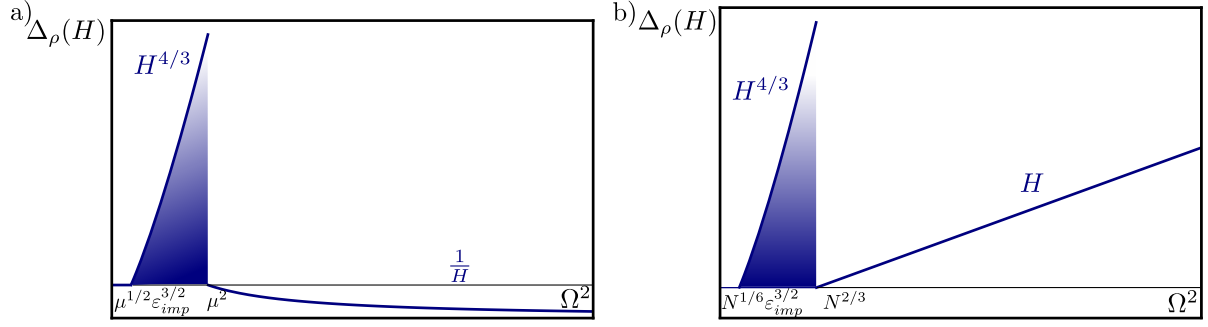 a)
Δ_ρ(H)
H^{4/3}
1/H
μ^{1/2}ε_{imp}^{3/2}
μ^2
Ω^2
b)
Δ_ρ(H)
H^{4/3}
H
N^{1/6}ε_{imp}^{3/2}
N^{2/3}
Ω^2